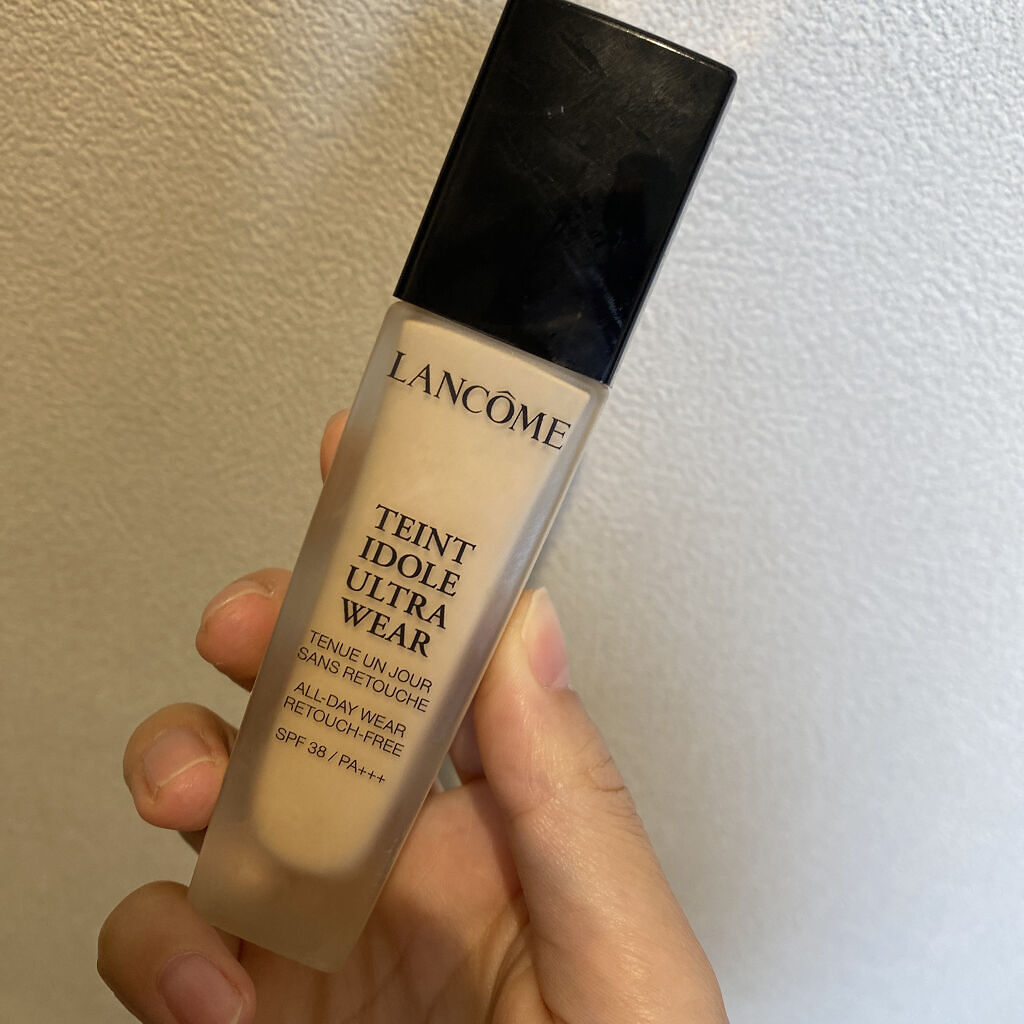 LANCÔME
TEINT
IDOLE
ULTRA
WEAR
TENUE UN JOUR
SANS RETOUCHE
ALL-DAY WEAR
RETOUCH-FREE
SPF 38 / PA+++